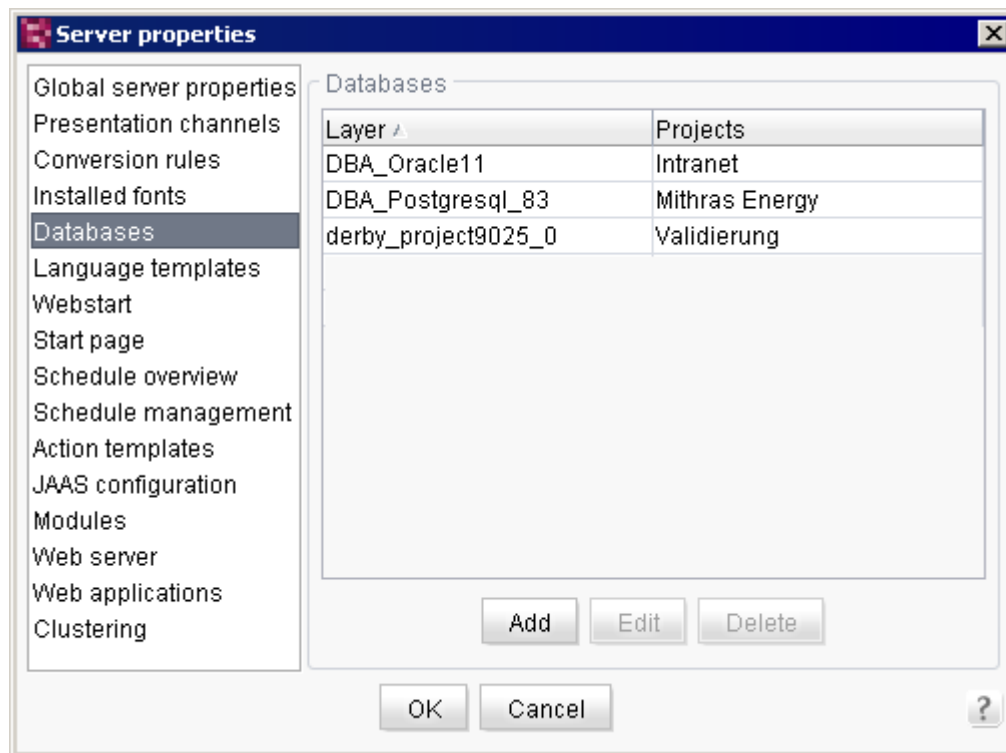 Server properties
Global server properties
Presentation channels
Conversion rules
Installed fonts
Databases
Language templates
Webstart
Start page
Schedule overview
Schedule management
Action templates
JAAS configuration
Modules
Web server
Web applications
Clustering
Databases
Layer Projects
DBA_Oracle11 Intranet
DBA_Postgresql_83 Mithras Energy
derby_project9025_0 Validierung
Add Edit Delete
OK Cancel ?